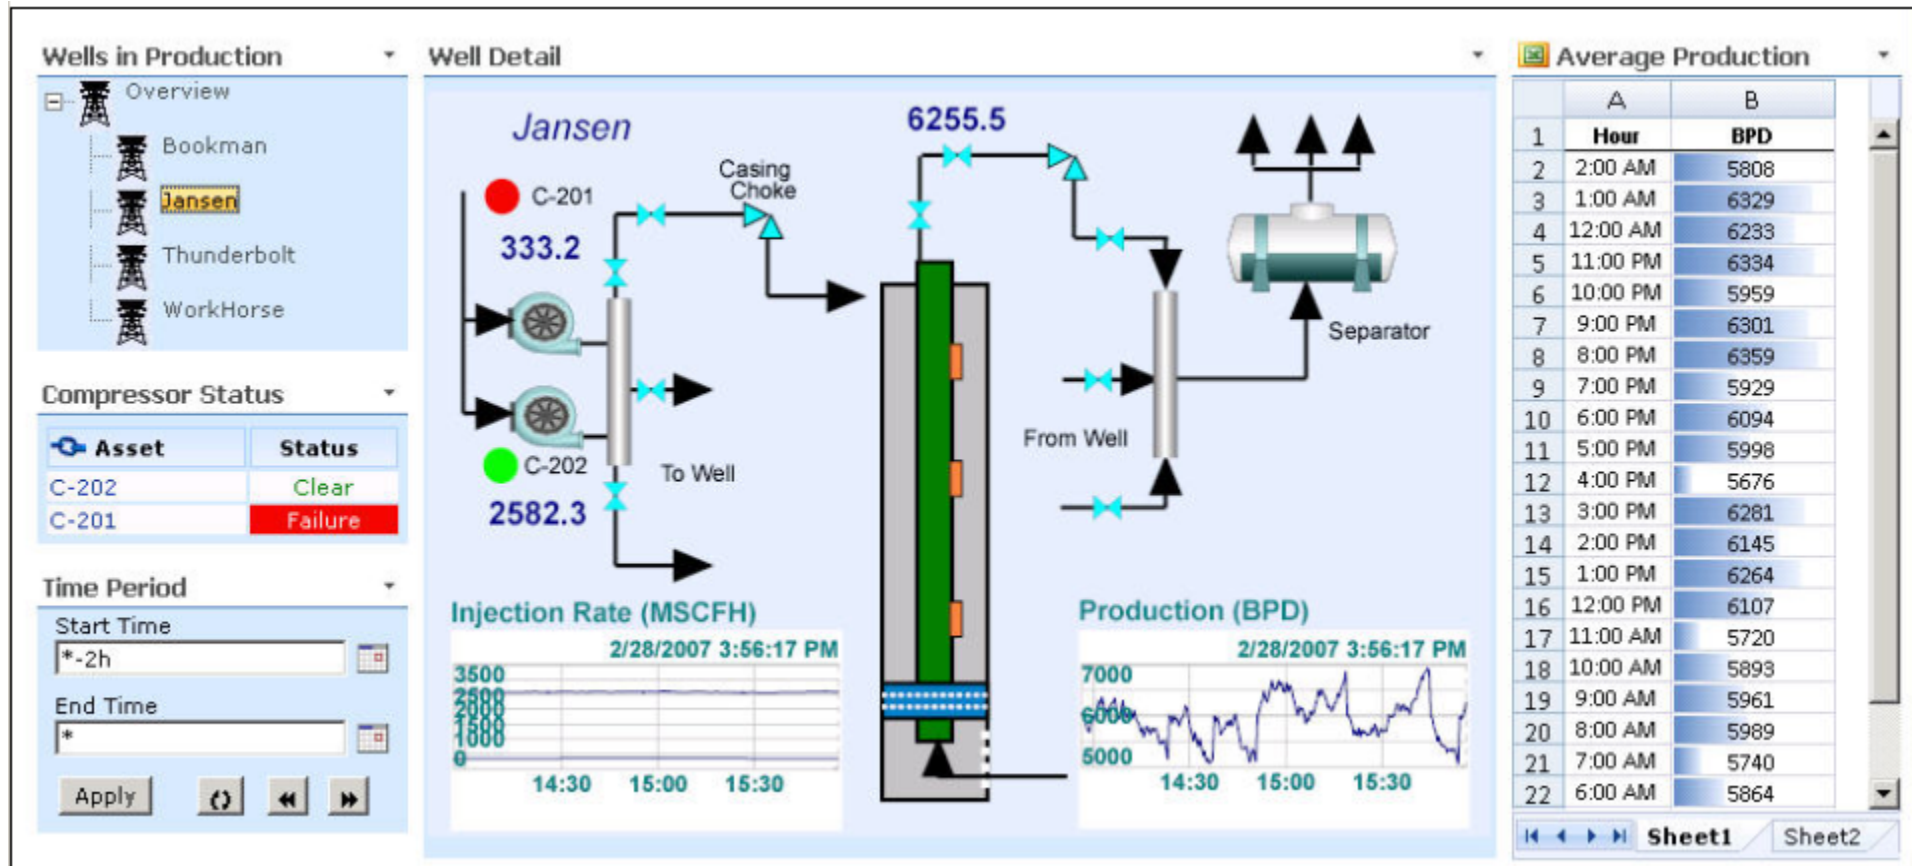 Wells in Production
Overview
Bookman
Jansen
Thunderbolt
WorkHorse
Compressor Status
Asset Status
C-202 Clear
C-201 Failure
Time Period
Start Time
*-2h
End Time
*
Apply
Well Detail
Jansen
6255.5
C-201
333.2
Casing
Choke
C-202
2582.3
To Well
From Well
Separator
Injection Rate (MSCFH)
2/28/2007 3:56:17 PM
3500
2500
2000
1500
1000
0
14:30 15:00 15:30
Production (BPD)
2/28/2007 3:56:17 PM
7000
6000
5000
14:30 15:00 15:30
Average Production
A B
1 Hour BPD
2 2:00 AM 5808
3 1:00 AM 6329
4 12:00 AM 6233
5 11:00 PM 6334
6 10:00 PM 5959
7 9:00 PM 6301
8 8:00 PM 6359
9 7:00 PM 5929
10 6:00 PM 6094
11 5:00 PM 5998
12 4:00 PM 5676
13 3:00 PM 6281
14 2:00 PM 6145
15 1:00 PM 6264
16 12:00 PM 6107
17 11:00 AM 5720
18 10:00 AM 5893
19 9:00 AM 5961
20 8:00 AM 5989
21 7:00 AM 5740
22 6:00 AM 5864
Sheet1 Sheet2